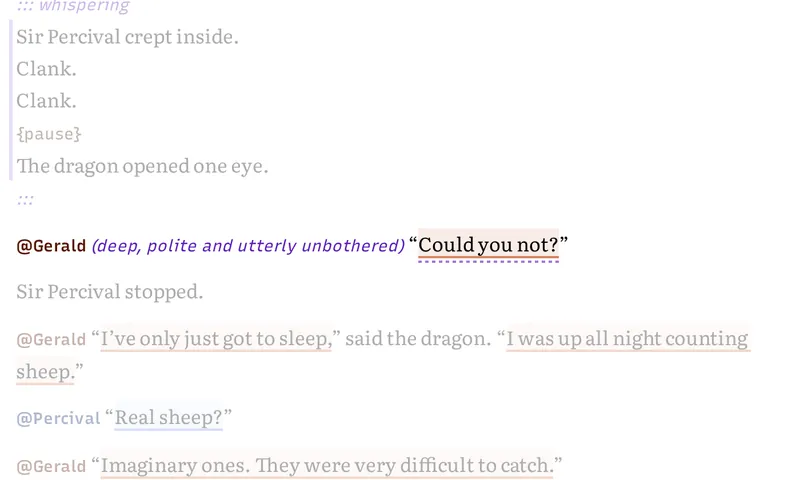 ::: whispering
Sir Percival crept inside.
Clank.
Clank.
{pause}
The dragon opened one eye.
:::
@Gerald (deep, polite and utterly unbothered) “Could you not?”
Sir Percival stopped.
@Gerald “I’ve only just got to sleep,” said the dragon. “I was up all night counting
sheep.”
@Percival “Real sheep?”
@Gerald “Imaginary ones. They were very difficult to catch.”